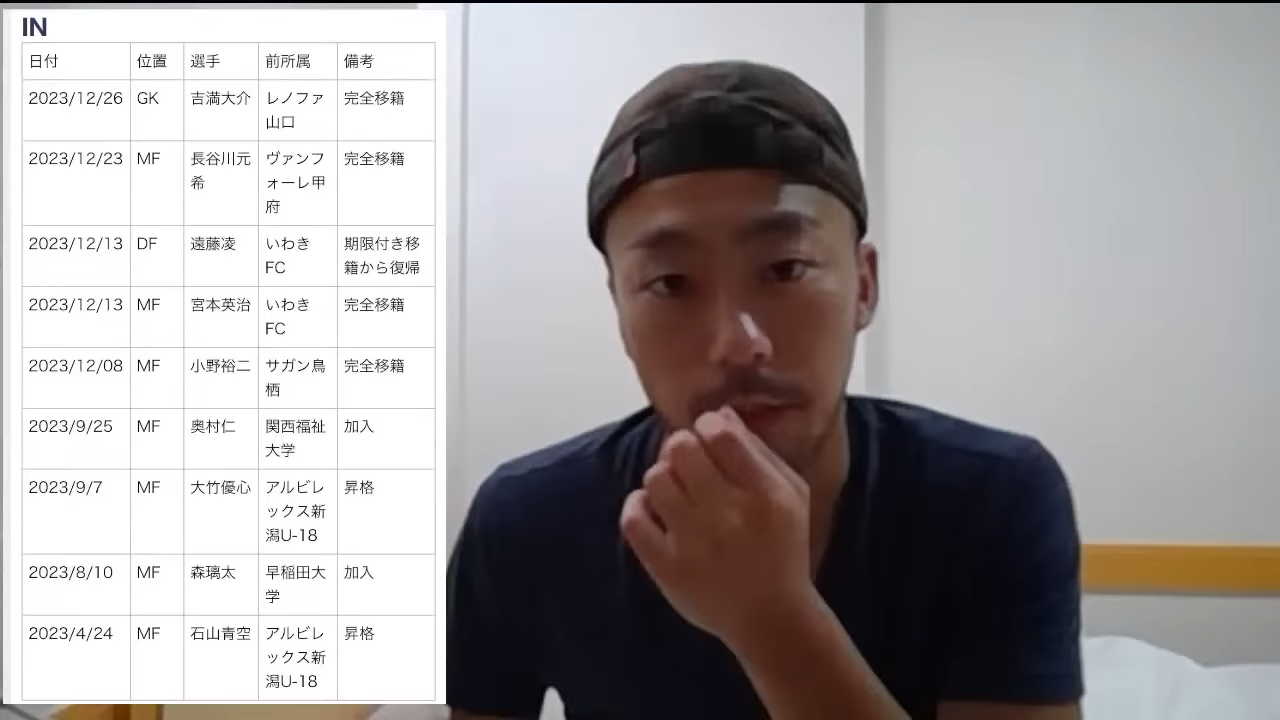 IN
日付 位置 選手 前所属 備考
2023/12/26 GK 吉満大介 レノファ 完全移籍
山口
2023/12/23 MF 長谷川元 ヴァンフ 完全移籍
希 ォーレ甲
府
2023/12/13 DF 遠藤凌 いわき 期限付き移
FC 籍から復帰
2023/12/13 MF 宮本英治 いわき 完全移籍
FC
2023/12/08 MF 小野裕二 サガン鳥 完全移籍
栖
2023/9/25 MF 奥村仁 関西福祉 加入
大学
2023/9/7 MF 大竹優心 アルビレ 昇格
ックス新
潟U-18
2023/8/10 MF 森璃太 早稲田大 加入
学
2023/4/24 MF 石山青空 アルビレ 昇格
ックス新
潟U-18